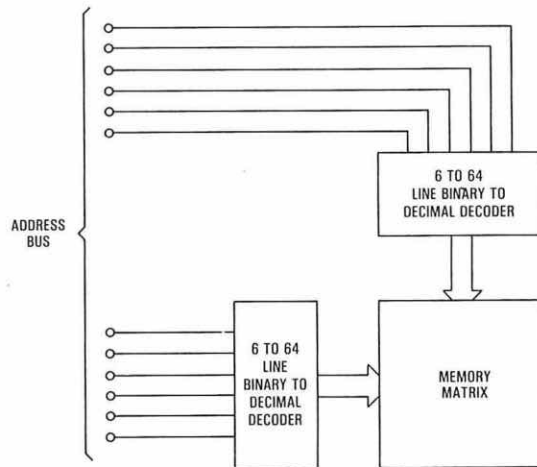 6 TO 64
LINE BINARY TO
DECIMAL DECODER
ADDRESS
BUS
6 TO 64
LINE
BINARY TO
DECIMAL
DECODER
MEMORY
MATRIX